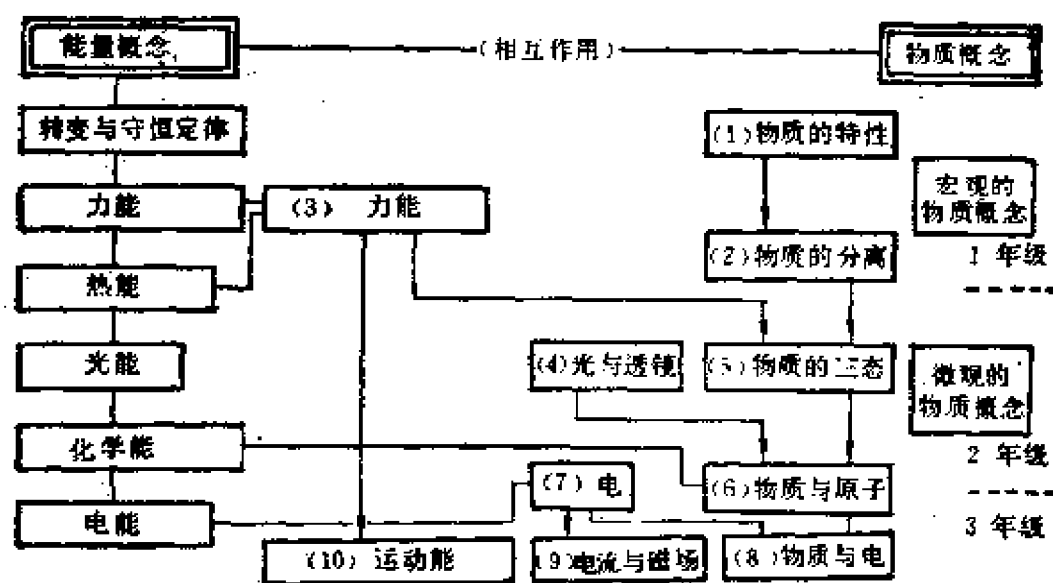 能量概念
(相互作用)
物质概念
转变与守恒定律
(1)物质的特性
宏观的
物质概念
力能
(3) 力能
(2)物质的分离
1 年级
热能
光能
(4)光与透镜
(5)物质的三态
微观的
物质概念
化学能
2 年级
(7) 电
(6)物质与原子
电能
3 年级
(10) 运动能
(9)电流与磁场
(8)物质与电